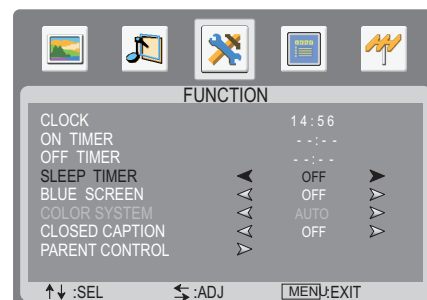 FUNCTION
CLOCK 14:56
ON TIMER --:--
OFF TIMER --:--
SLEEP TIMER OFF
BLUE SCREEN OFF
COLOR SYSTEM AUTO
CLOSED CAPTION OFF
PARENT CONTROL
:SEL :ADJ MENU:EXIT